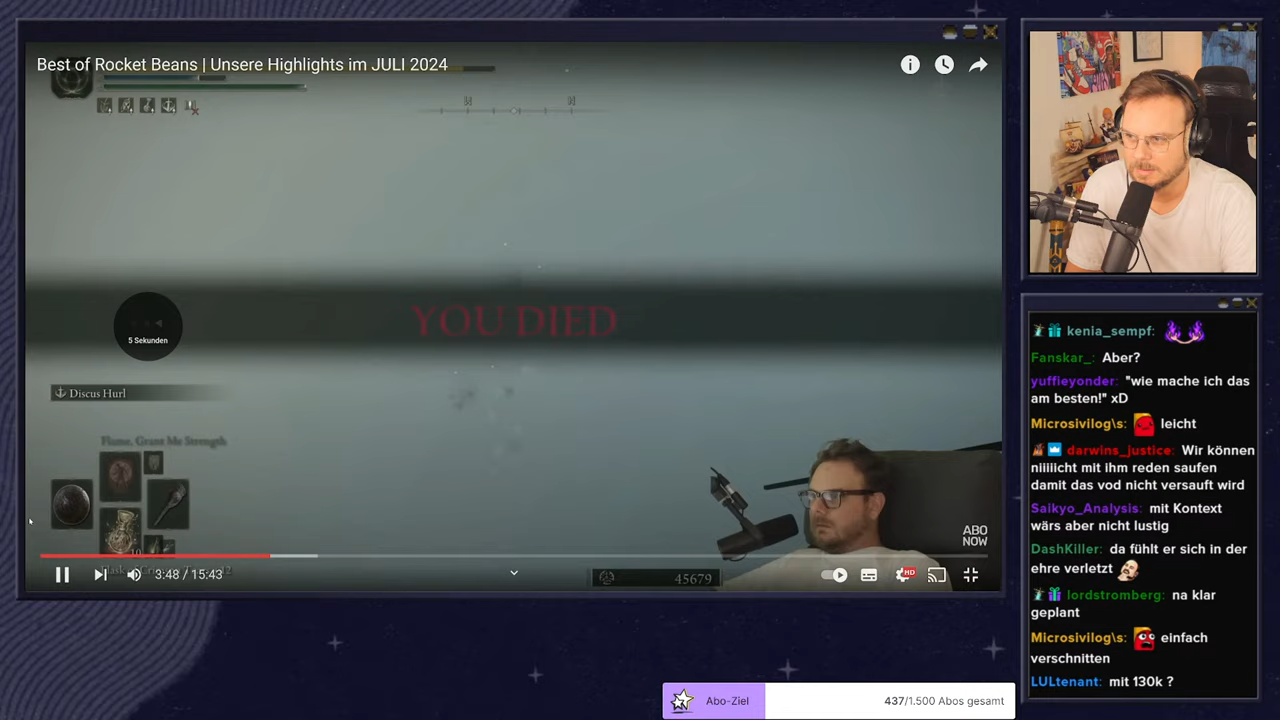 Best of Rocket Beans | Unsere Highlights im JULI 2024
N
YOU DIED
5 Sekunden
Discus Hurl
Flame, Grant Me Strength
10
ABO
NOW
3:48 / 15:43
HD
45679
kenia_sempf:
Fanskar_: Aber?
yuffieyonder: "wie mache ich das
am besten!" xD
Microsivilog\s: leicht
darwins_justice: Wir können
niiiiicht mit ihm reden saufen
damit das vod nicht versauft wird
Saikyo_Analysis: mit Kontext
wärs aber nicht lustig
DashKiller: da fühlt er sich in der
ehre verletzt
lordstromberg: na klar
geplant
Microsivilog\s: einfach
verschnitten
LULtenant: mit 130k ?
Abo-Ziel
437/1.500 Abos gesamt